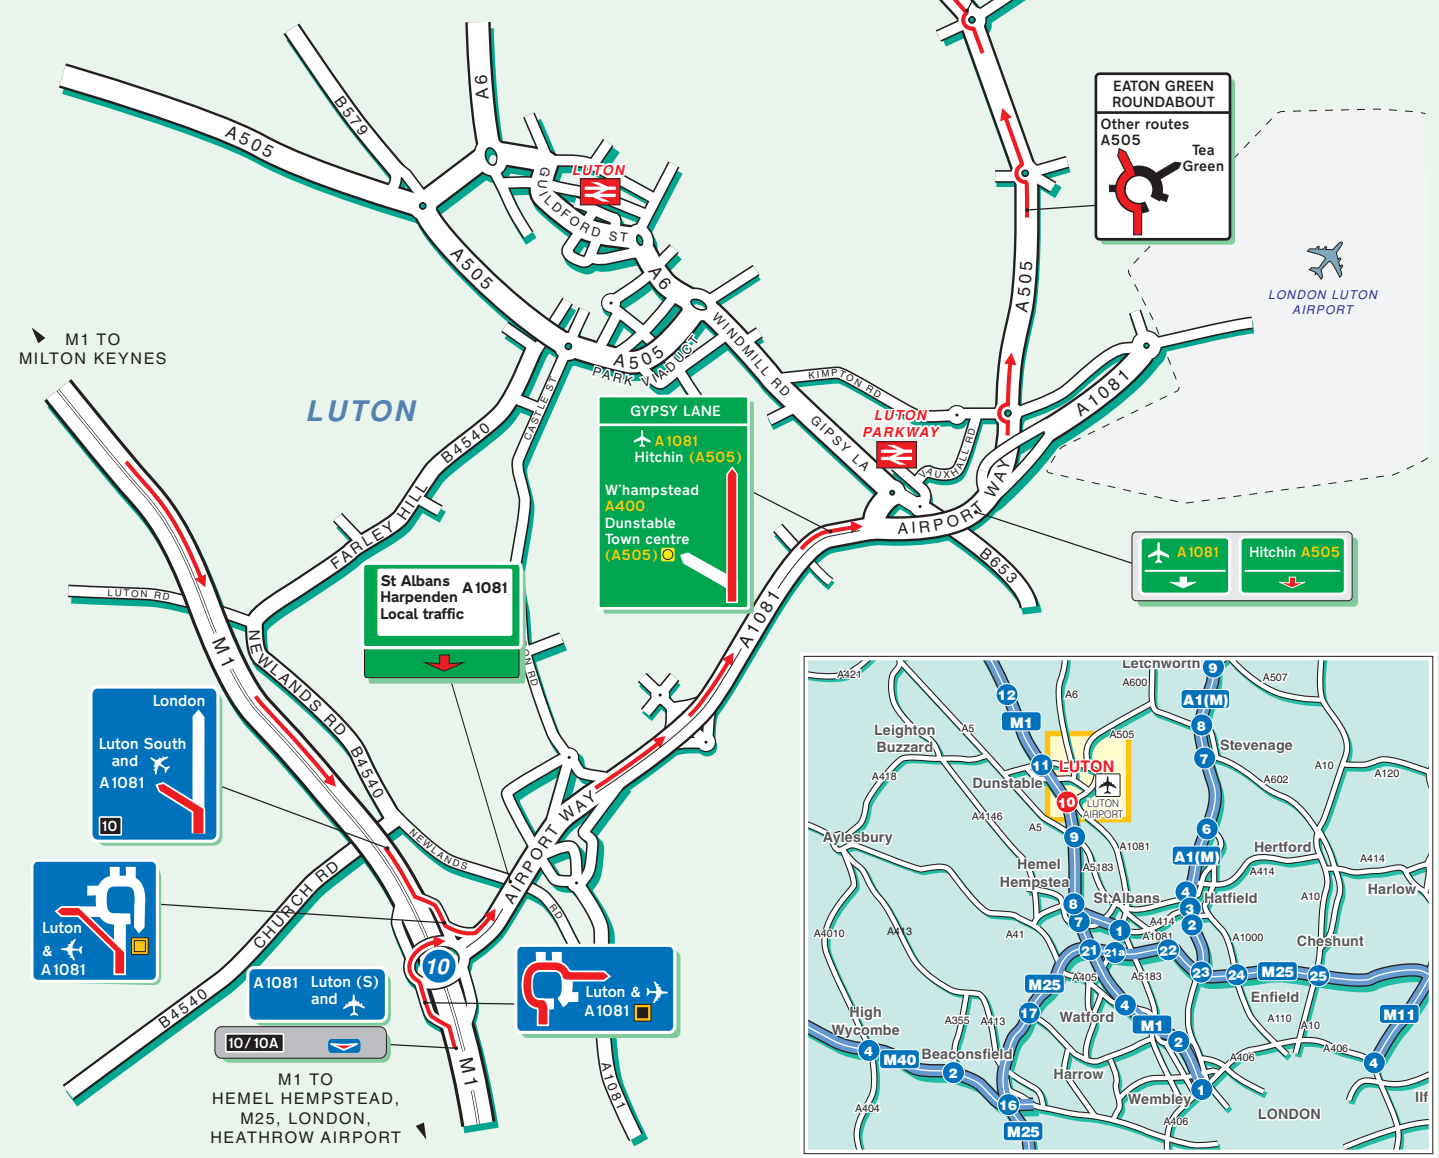 A505
B579
A6
GUILDFORD ST
LUTON
A6
A505
A505
PARK VIADUCT
WINDMILL RD
KIMPTON RD
GIPSY LA
LUTON
PARKWAY
VAUXHALL RD
A505
A1081
AIRPORT WAY
B653
EATON GREEN
ROUNDABOUT
Other routes
A505
Tea
Green
LONDON LUTON
AIRPORT
M1 TO
MILTON KEYNES
LUTON
CASTLE ST
B4540
FARLEY HILL
LUTON RD
NEWLANDS RD
B4540
M1
GYPSY LANE
A1081
Hitchin (A505)
W'hampstead
A400
Dunstable
Town centre
(A505)
A1081
Hitchin A505
St Albans
Harpenden
Local traffic
A1081
A1081
London
Luton South
and
A1081
10
NEWLANDS
RD
AIRPORT WAY
CHURCH RD
B4540
Luton
&
A1081
10
A1081 Luton (S)
and
10/10A
Luton &
A1081
M1
A1081
M1 TO
HEMEL HEMPSTEAD,
M25, LONDON,
HEATHROW AIRPORT
Letchworth
9
A421
A600
A507
12
A6
A1(M)
M1
8
Leighton
Buzzard
A5
A505
Stevenage
7
11
LUTON
A10
A120
A418
Dunstable
A602
10
LUTON
AIRPORT
A4146
A5
9
6
Aylesbury
A1081
A1(M)
Hertford
Hemel
Hempstead
A5183
A414
A414
4
Harlow
8
St Albans
Hatfield
A10
3
7
A414
2
A4010
A413
A41
1
A1081
A1000
Cheshunt
21
21a
22
A405
A5183
23
24
M25
25
M25
Enfield
High
Wycombe
17
4
Watford
A355
A413
M1
A110
A10
M11
2
4
M40
Beaconsfield
A406
A406
4
2
Harrow
1
Wembley
16
A404
LONDON
Ilf
A406
M25